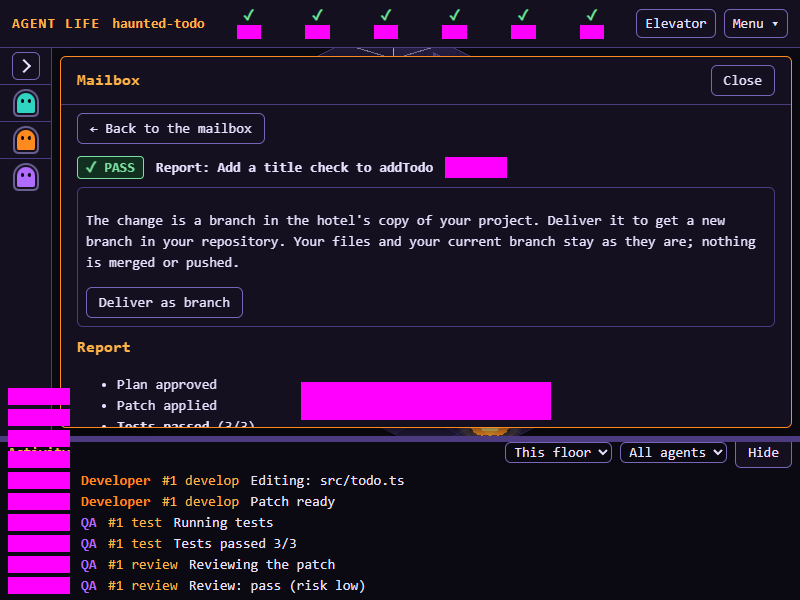 AGENT LIFE haunted-todo ✓ ✓ ✓ ✓ ✓ ✓ Elevator Menu ▾
Mailbox Close
← Back to the mailbox
✓ PASS Report: Add a title check to addTodo
The change is a branch in the hotel's copy of your project. Deliver it to get a new
branch in your repository. Your files and your current branch stay as they are; nothing
is merged or pushed.
Deliver as branch
Report
• Plan approved
• Patch applied
• Tests passed (3/3)
Activity This floor All agents Hide
Developer #1 develop Editing: src/todo.ts
Developer #1 develop Patch ready
QA #1 test Running tests
QA #1 test Tests passed 3/3
QA #1 review Reviewing the patch
QA #1 review Review: pass (risk low)